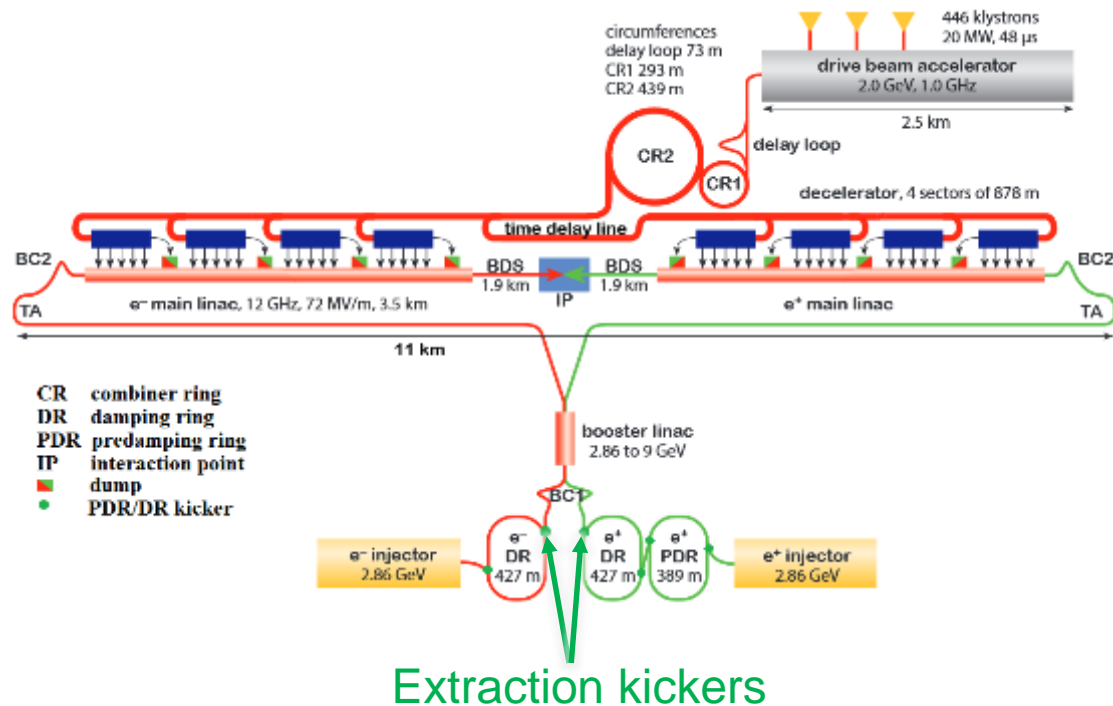 446 klystrons
20 MW, 48 µs
circumferences
delay loop 73 m
CR1 293 m
CR2 439 m
drive beam accelerator
2.0 GeV, 1.0 GHz
2.5 km
delay loop
CR2
CR1
decelerator, 4 sectors of 878 m
time delay line
BC2
BC2
BDS
1.9 km
BDS
1.9 km
IP
TA
e⁻ main linac, 12 GHz, 72 MV/m, 3.5 km
e⁺ main linac
TA
11 km
CR combiner ring
DR damping ring
PDR predamping ring
IP interaction point
dump
PDR/DR kicker
booster linac
2.86 to 9 GeV
BC1
e⁻ injector
2.86 GeV
e⁻
DR
427 m
e⁺
DR
427 m
e⁺
PDR
389 m
e⁺ injector
2.86 GeV
Extraction kickers